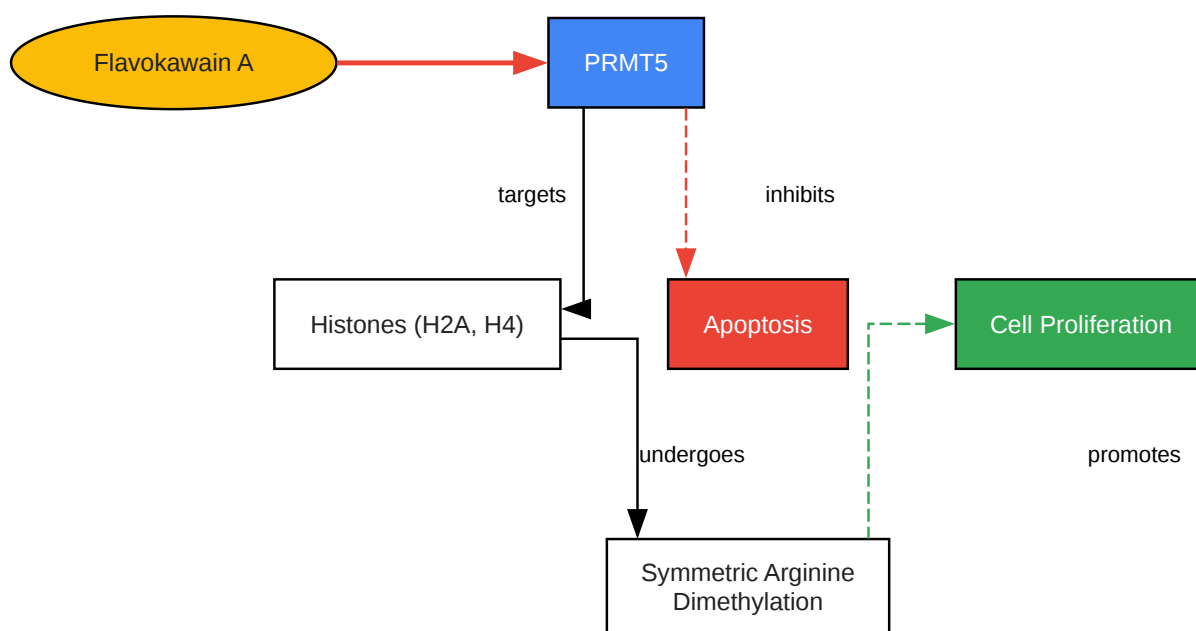 Flavokawain A
PRMT5
targets
inhibits
Histones (H2A, H4)
Apoptosis
Cell Proliferation
undergoes
promotes
Symmetric Arginine
Dimethylation